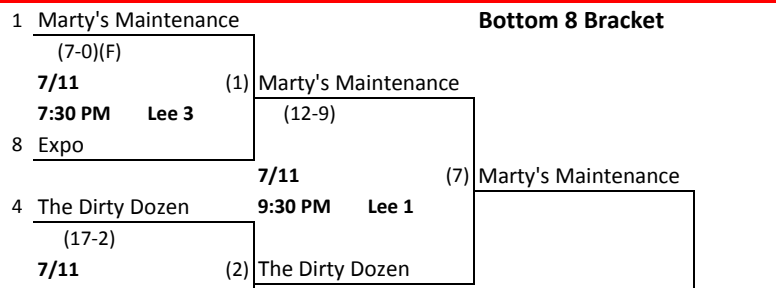 1 Marty's Maintenance Bottom 8 Bracket
(7-0)(F)
7/11 (1) Marty's Maintenance
7:30 PM Lee 3 (12-9)
8 Expo
7/11 (7) Marty's Maintenance
4 The Dirty Dozen 9:30 PM Lee 1
(17-2)
7/11 (2) The Dirty Dozen